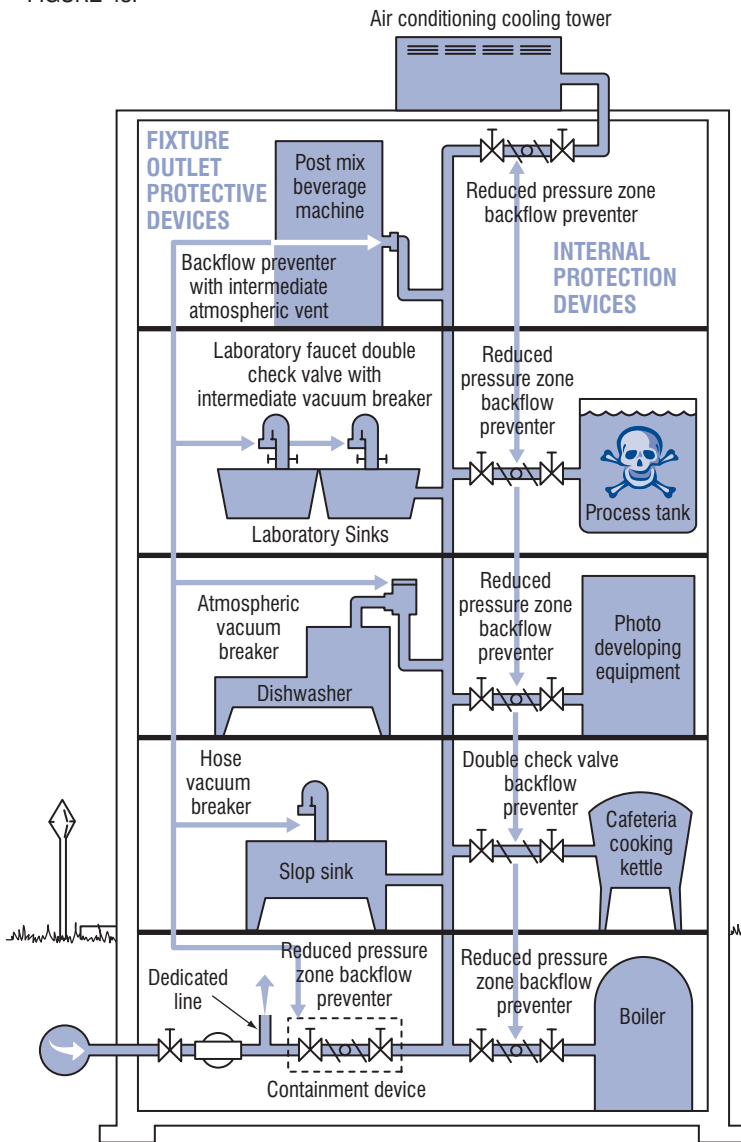 Air conditioning cooling tower
FIXTURE
OUTLET
PROTECTIVE
DEVICES
Post mix
beverage
machine
Reduced pressure zone
backflow preventer
Backflow preventer
with intermediate
atmospheric vent
INTERNAL
PROTECTION
DEVICES
Laboratory faucet double
check valve with
intermediate vacuum breaker
Reduced
pressure zone
backflow
preventer
Laboratory Sinks
Process tank
Atmospheric
vacuum
breaker
Dishwasher
Reduced
pressure zone
backflow
preventer
Photo
developing
equipment
Hose
vacuum
breaker
Slop sink
Double check valve
backflow
preventer
Cafeteria
cooking
kettle
Dedicated
line
Reduced pressure
zone backflow
preventer
Containment device
Reduced pressure
zone backflow
preventer
Boiler